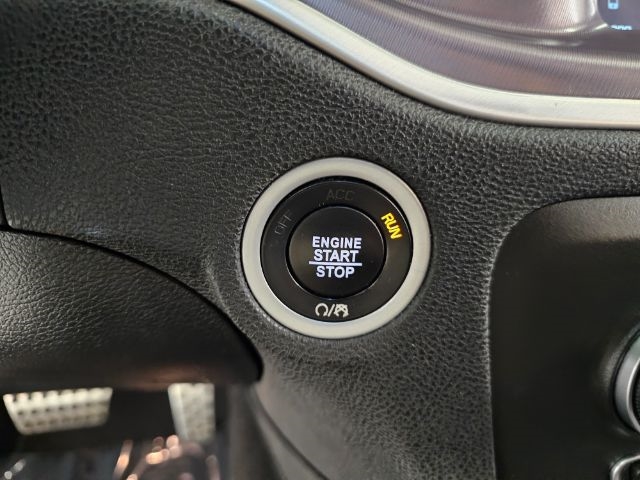 ACC
OFF
RUN
ENGINE
START
STOP